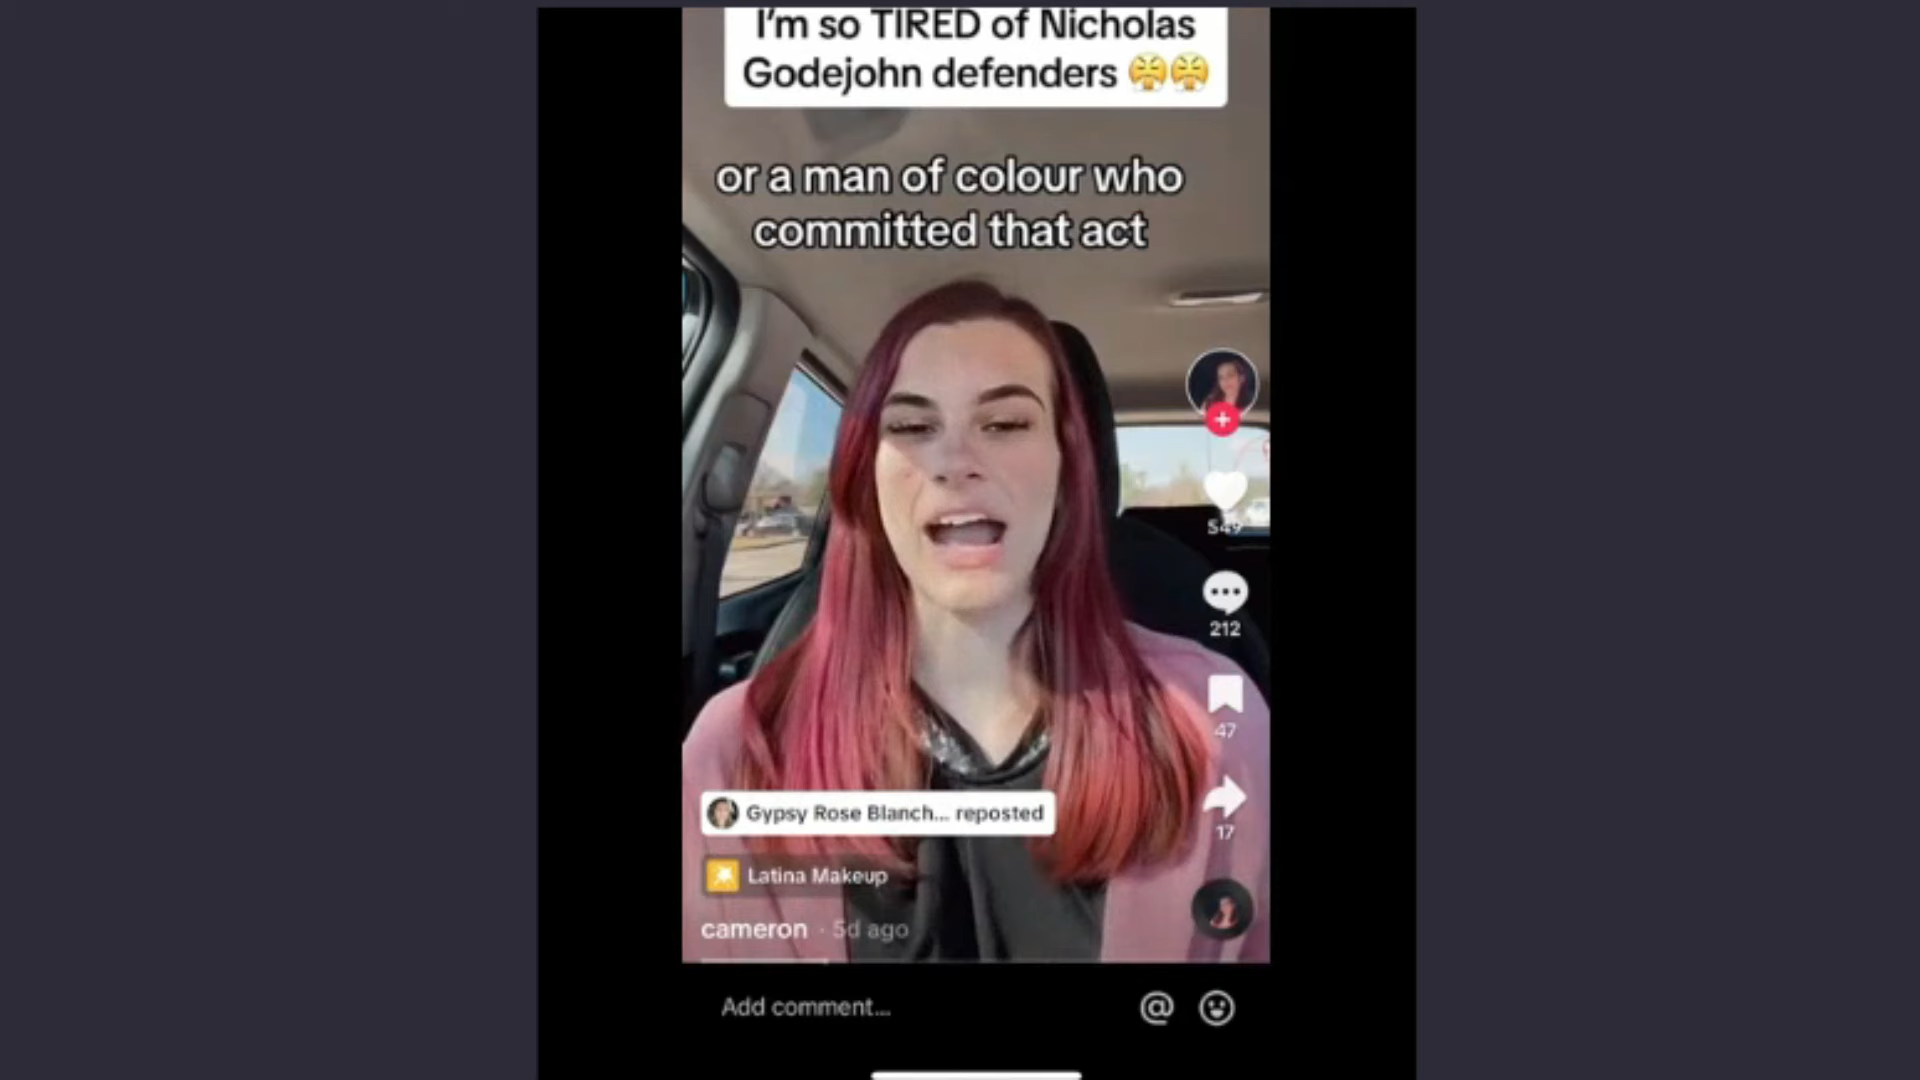 I'm so TIRED of Nicholas
Godejohn defenders 😤😤
or a man of colour who
committed that act
549
212
47
Gypsy Rose Blanch... reposted
17
Latina Makeup
cameron · 5d ago
Add comment...
@